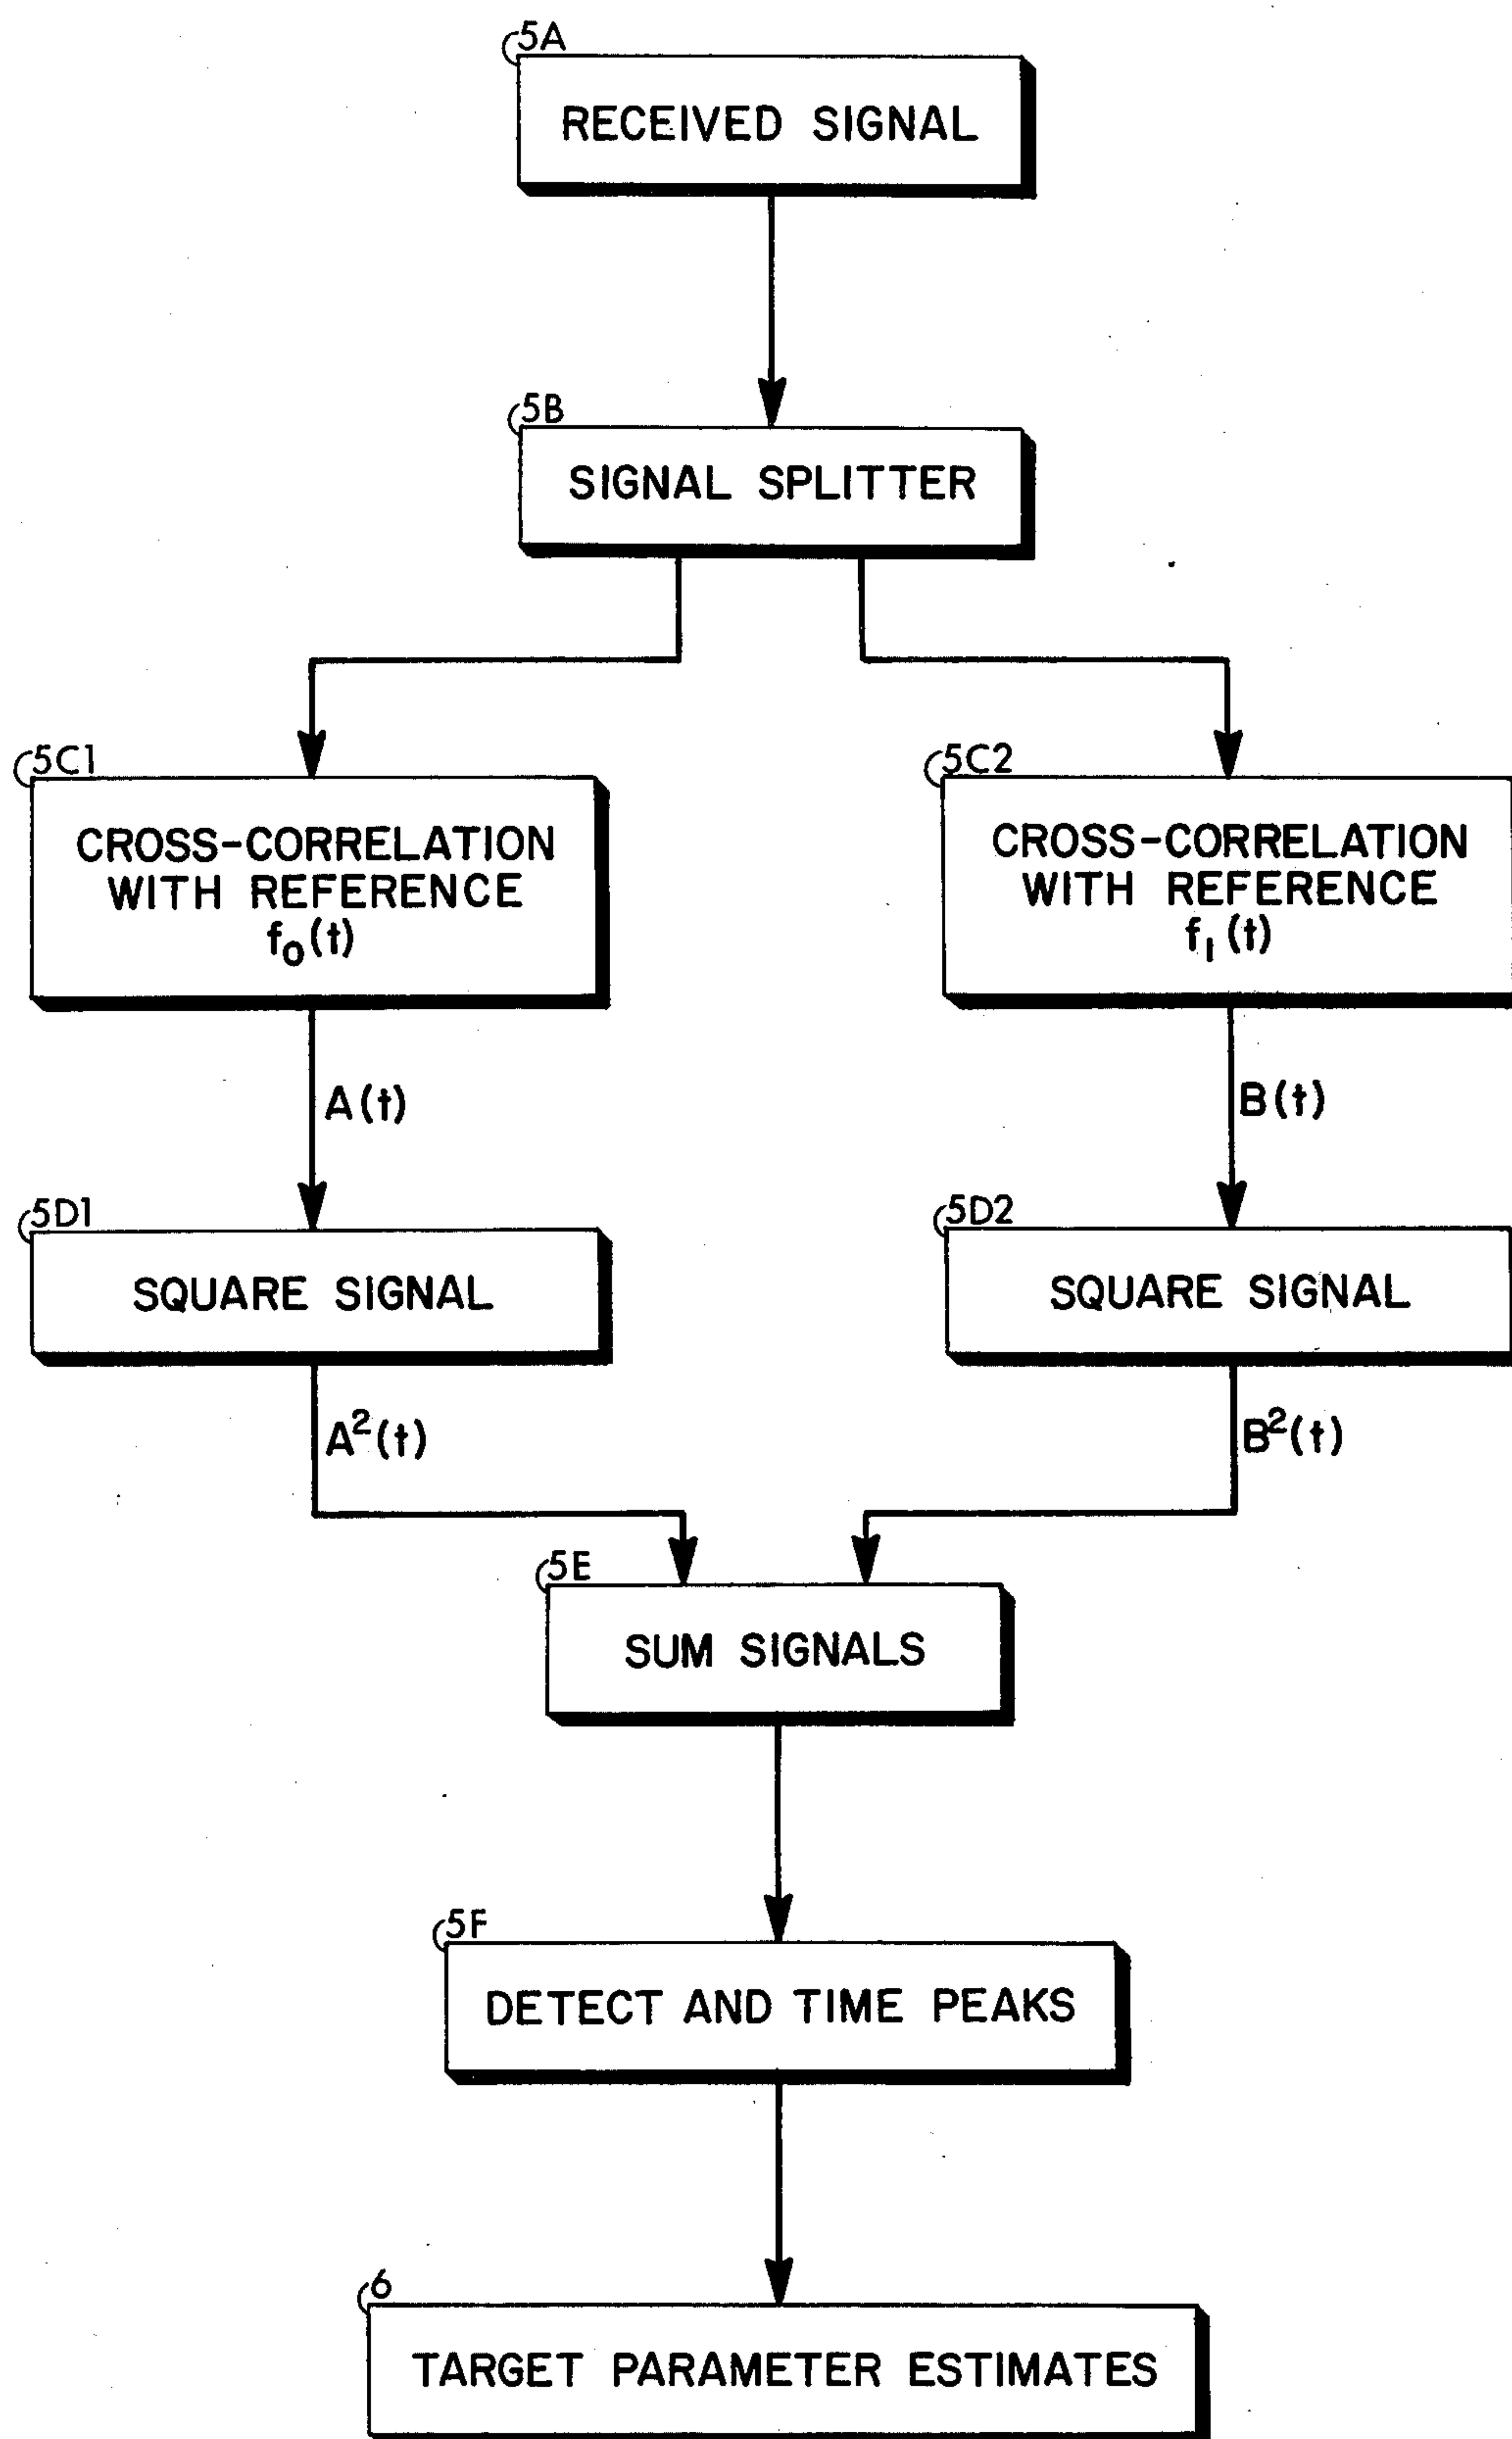 5A
RECEIVED SIGNAL
5B
SIGNAL SPLITTER
5C1
CROSS-CORRELATION
WITH REFERENCE
f₀(t)
5C2
CROSS-CORRELATION
WITH REFERENCE
f₁(t)
A(t)
B(t)
5D1
SQUARE SIGNAL
5D2
SQUARE SIGNAL
A²(t)
B²(t)
5E
SUM SIGNALS
5F
DETECT AND TIME PEAKS
6
TARGET PARAMETER ESTIMATES